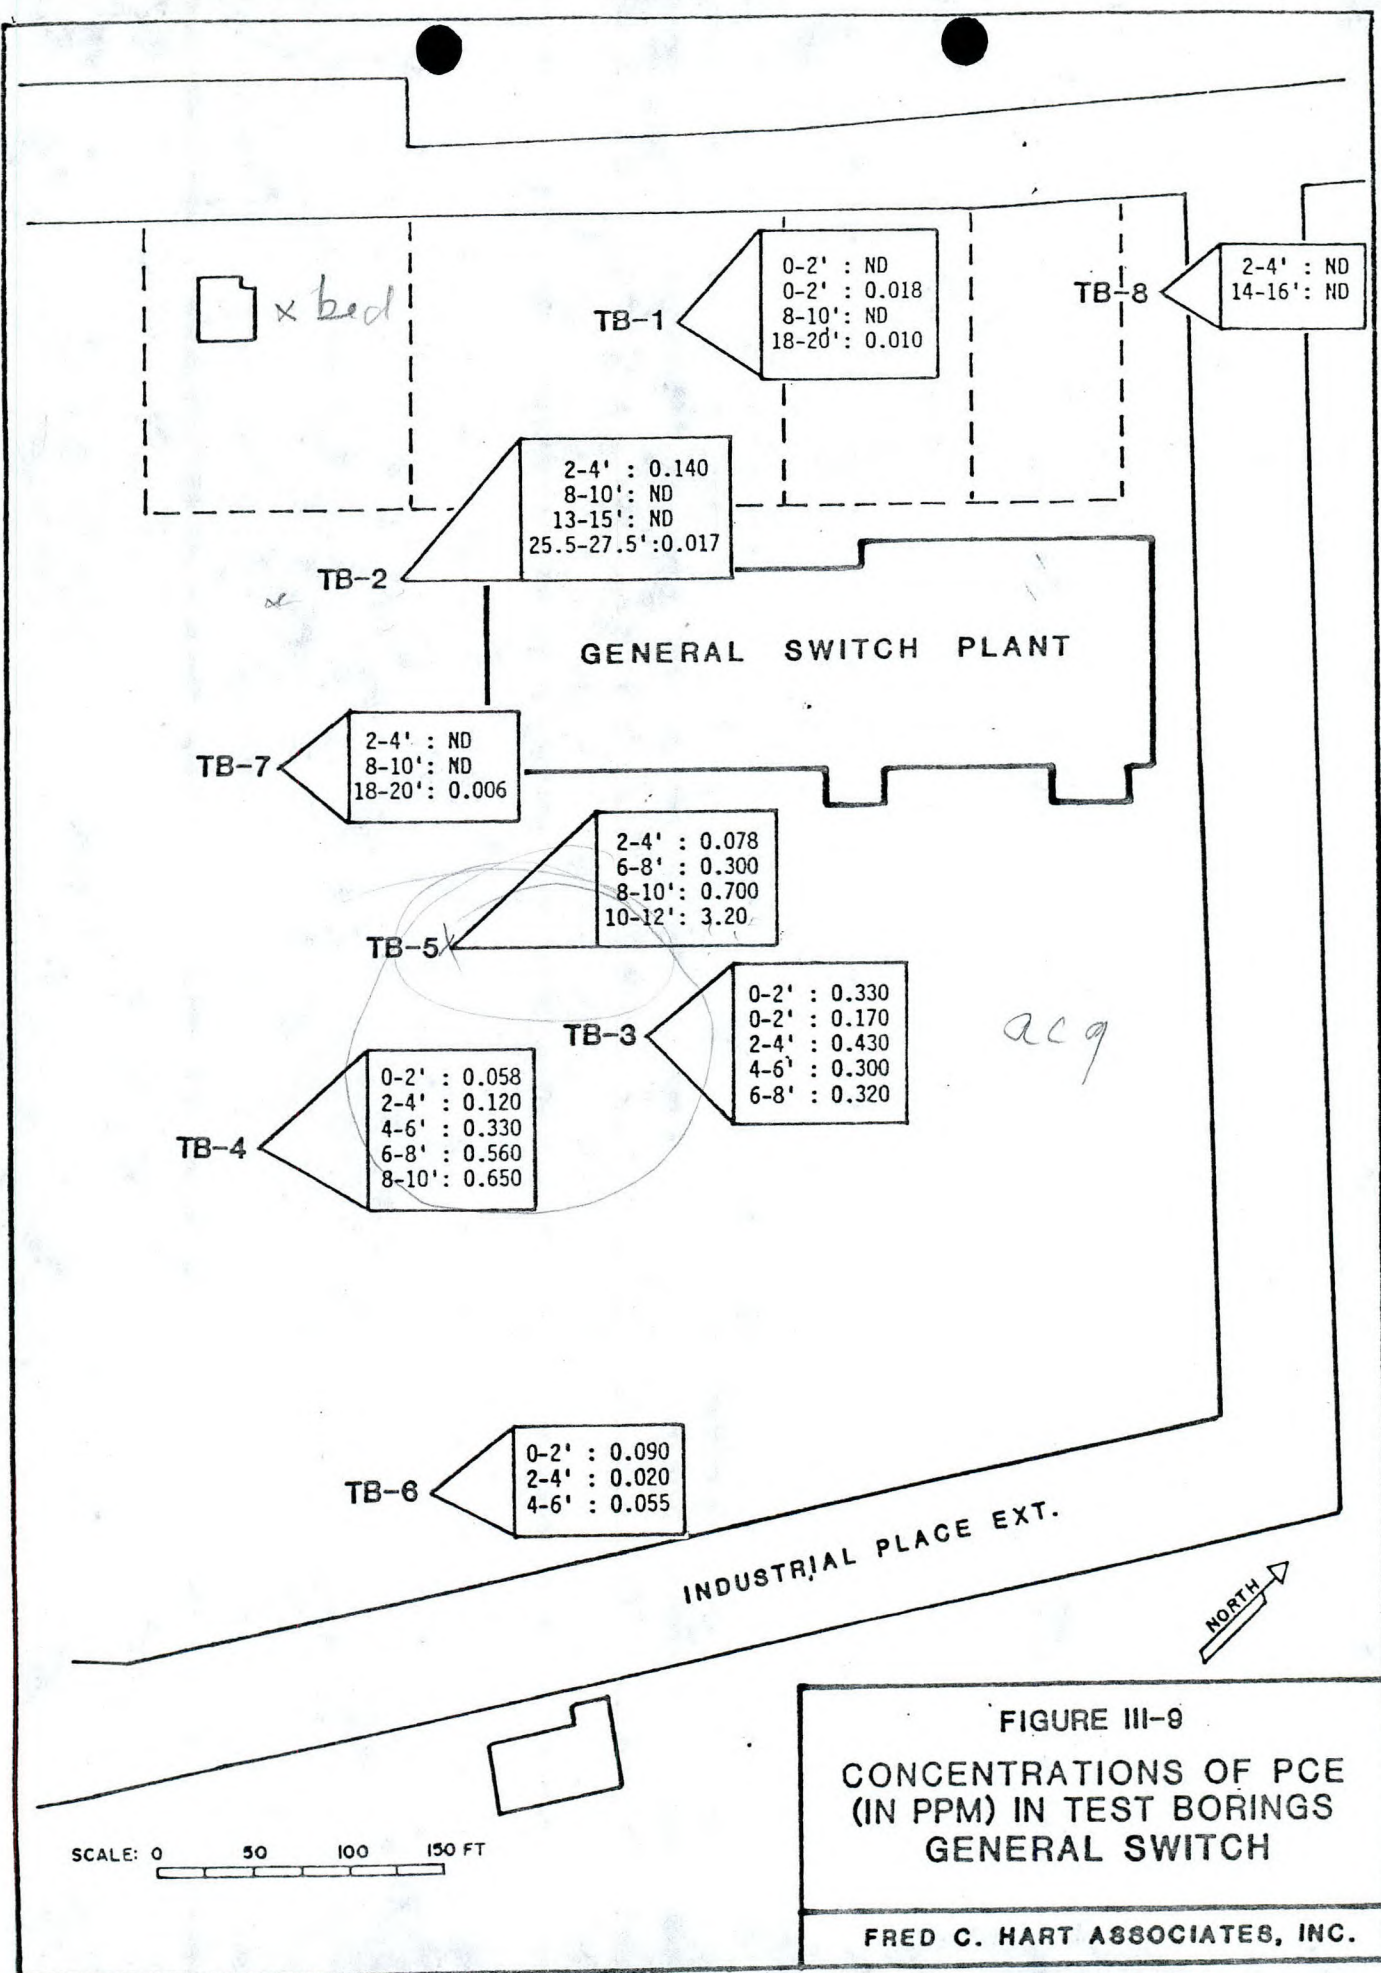 x bed
TB-1
0-2' : ND
0-2' : 0.018
8-10': ND
18-20': 0.010
TB-8
2-4' : ND
14-16': ND
TB-2
2-4' : 0.140
8-10': ND
13-15': ND
25.5-27.5':0.017
GENERAL SWITCH PLANT
TB-7
2-4' : ND
8-10': ND
18-20': 0.006
TB-5
2-4' : 0.078
6-8' : 0.300
8-10': 0.700
10-12': 3.20
TB-3
0-2' : 0.330
0-2' : 0.170
2-4' : 0.430
4-6' : 0.300
6-8' : 0.320
TB-4
0-2' : 0.058
2-4' : 0.120
4-6' : 0.330
6-8' : 0.560
8-10': 0.650
TB-6
0-2' : 0.090
2-4' : 0.020
4-6' : 0.055
INDUSTRIAL PLACE EXT.
NORTH
SCALE: 0 50 100 150 FT
FIGURE III-9
CONCENTRATIONS OF PCE
(IN PPM) IN TEST BORINGS
GENERAL SWITCH
FRED C. HART ASSOCIATES, INC.